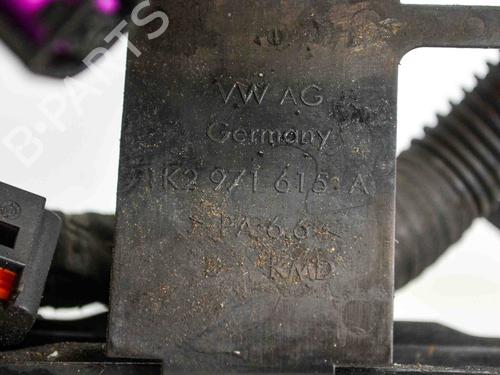 VW AG
Germany
1K2 971 615 A
> PA 6.6 <
KMD
B-PARTS